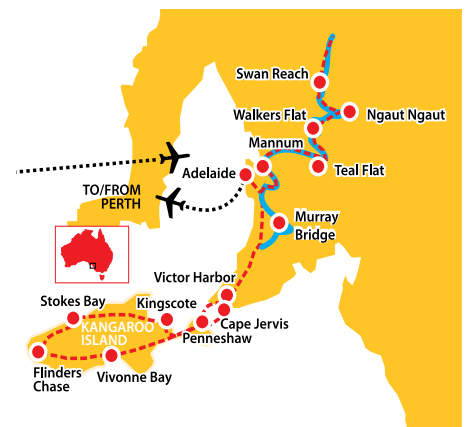 Swan Reach
Walkers Flat
Ngaut Ngaut
Mannum
Adelaide
Teal Flat
TO/FROM
PERTH
Murray
Bridge
Victor Harbor
Stokes Bay
Kingscote
KANGAROO
ISLAND
Cape Jervis
Penneshaw
Flinders
Chase
Vivonne Bay